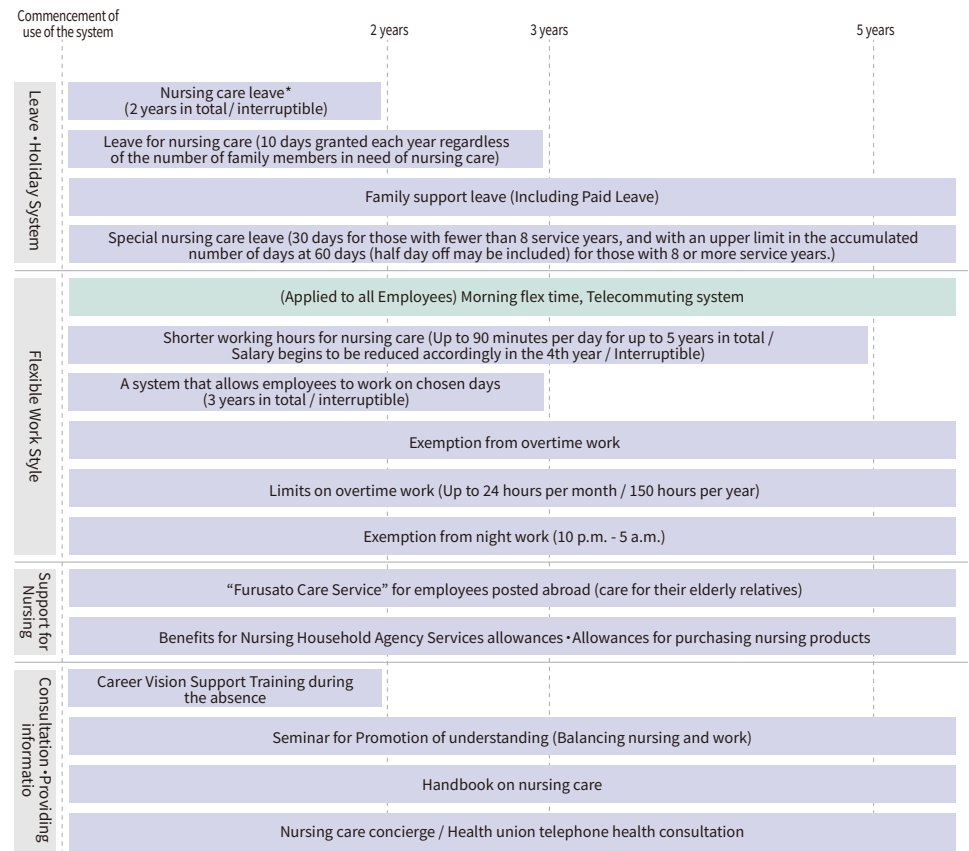 Commencement of
use of the system
2 years
3 years
5 years
Leave・Holiday System
Nursing care leave*
(2 years in total / interruptible)
Leave for nursing care (10 days granted each year regardless
of the number of family members in need of nursing care)
Family support leave (Including Paid Leave)
Special nursing care leave (30 days for those with fewer than 8 service years, and with an upper limit in the accumulated
number of days at 60 days (half day off may be included) for those with 8 or more service years.)
Flexible Work Style
(Applied to all Employees) Morning flex time, Telecommuting system
Shorter working hours for nursing care (Up to 90 minutes per day for up to 5 years in total /
Salary begins to be reduced accordingly in the 4th year / Interruptible)
A system that allows employees to work on chosen days
(3 years in total / interruptible)
Exemption from overtime work
Limits on overtime work (Up to 24 hours per month / 150 hours per year)
Exemption from night work (10 p.m. - 5 a.m.)
Support for
Nursing
“Furusato Care Service” for employees posted abroad (care for their elderly relatives)
Benefits for Nursing Household Agency Services allowances・Allowances for purchasing nursing products
Consultation・Providing
informatio
Career Vision Support Training during
the absence
Seminar for Promotion of understanding (Balancing nursing and work)
Handbook on nursing care
Nursing care concierge / Health union telephone health consultation